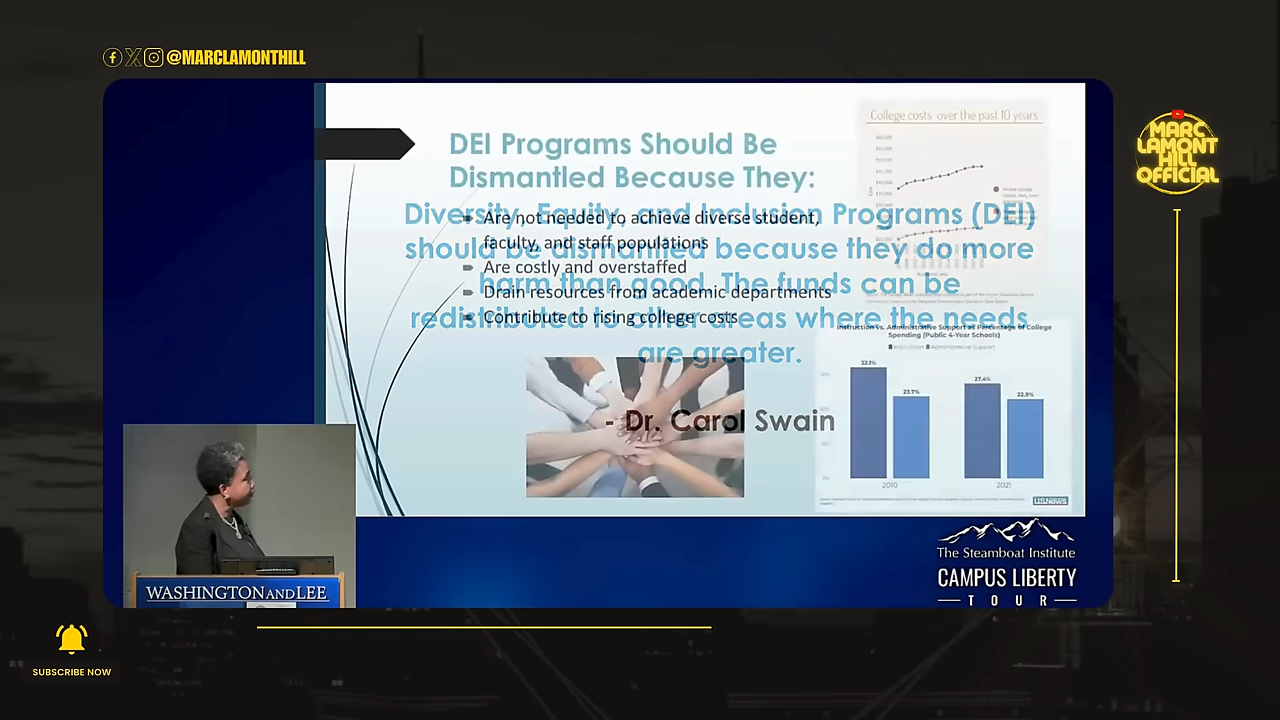 @MARCLAMONTHILL
MARC
LAMONT
HILL
OFFICIAL
DEI Programs Should Be
Dismantled Because They:
Are not needed to achieve diverse student,
faculty, and staff populations
Are costly and overstaffed
Drain resources from academic departments
Contribute to rising college costs
Diversity, Equity, and Inclusion Programs (DEI)
should be dismantled because they do more
harm than good. The funds can be
redistributed to other areas where the needs
are greater.
- Dr. Carol Swain
College costs over the past 10 years
Instruction vs. Administrative Support as Percentage of College
Spending (Public 4-Year Schools)
Instruction Administrative Support
32.1%
23.7%
27.4%
22.9%
2010
2021
U.S.News
WASHINGTON AND LEE
The Steamboat Institute
CAMPUS LIBERTY
TOUR
SUBSCRIBE NOW